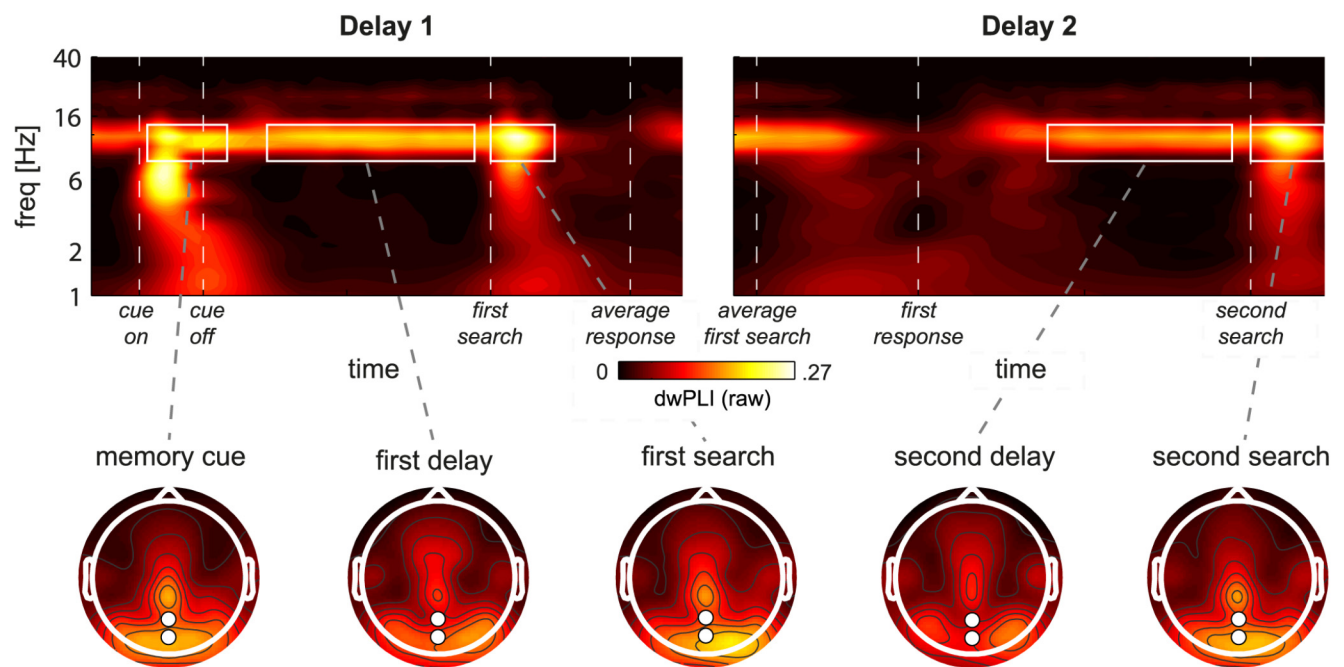 Delay 1
Delay 2
40
16
6
2
1
freq [Hz]
cue on
cue off
first search
average response
average first search
first response
second search
time
time
0
.27
dwPLI (raw)
memory cue
first delay
first search
second delay
second search